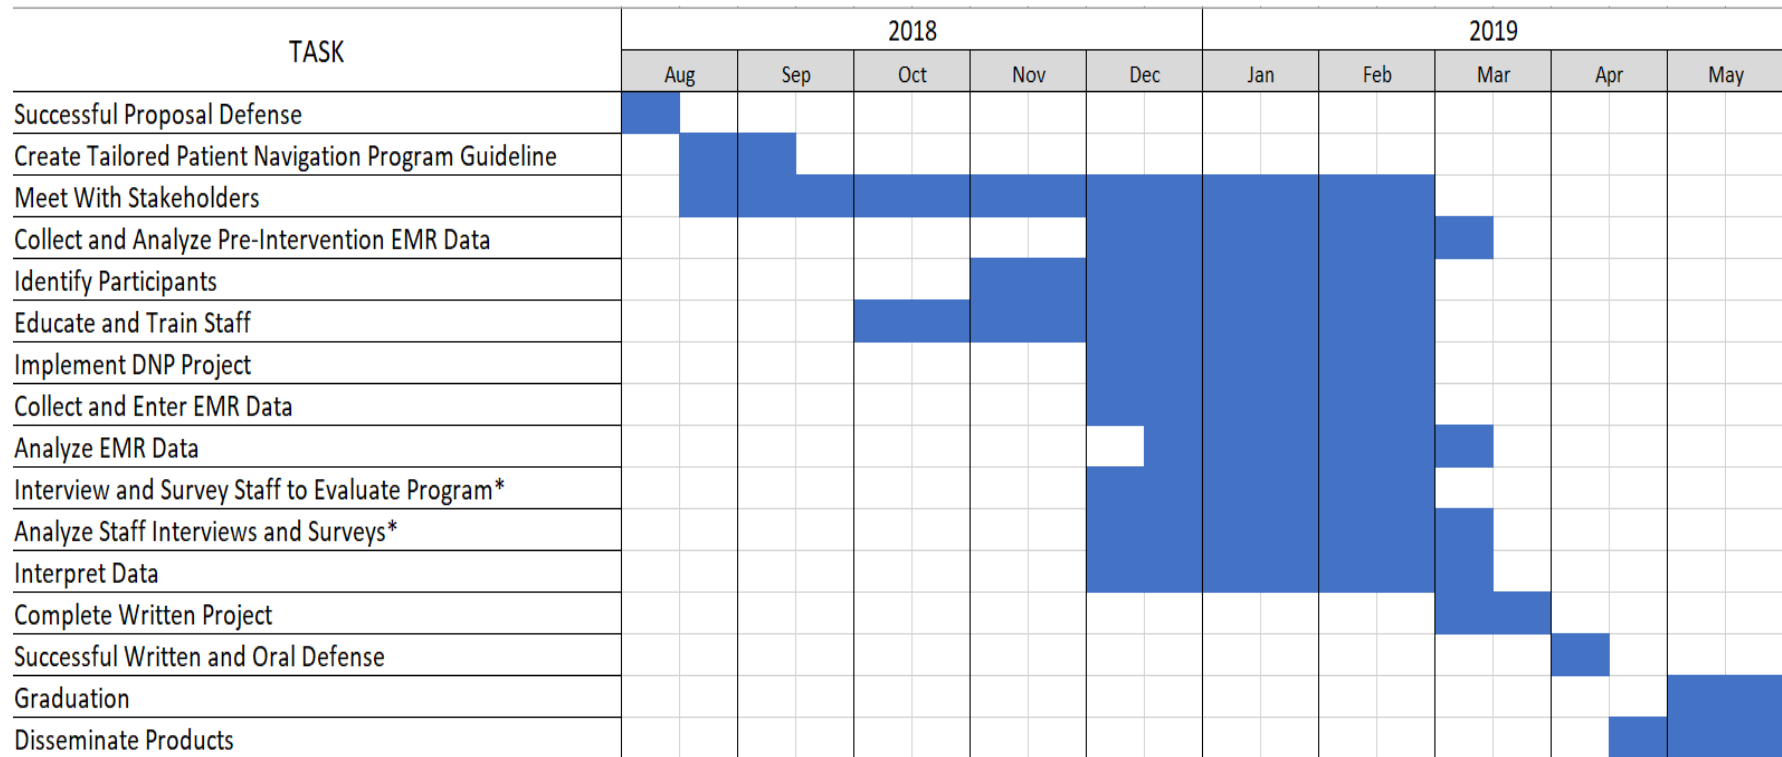 TASK
2018
2019
Aug Sep Oct Nov Dec Jan Feb Mar Apr May
Successful Proposal Defense
Create Tailored Patient Navigation Program Guideline
Meet With Stakeholders
Collect and Analyze Pre-Intervention EMR Data
Identify Participants
Educate and Train Staff
Implement DNP Project
Collect and Enter EMR Data
Analyze EMR Data
Interview and Survey Staff to Evaluate Program*
Analyze Staff Interviews and Surveys*
Interpret Data
Complete Written Project
Successful Written and Oral Defense
Graduation
Disseminate Products